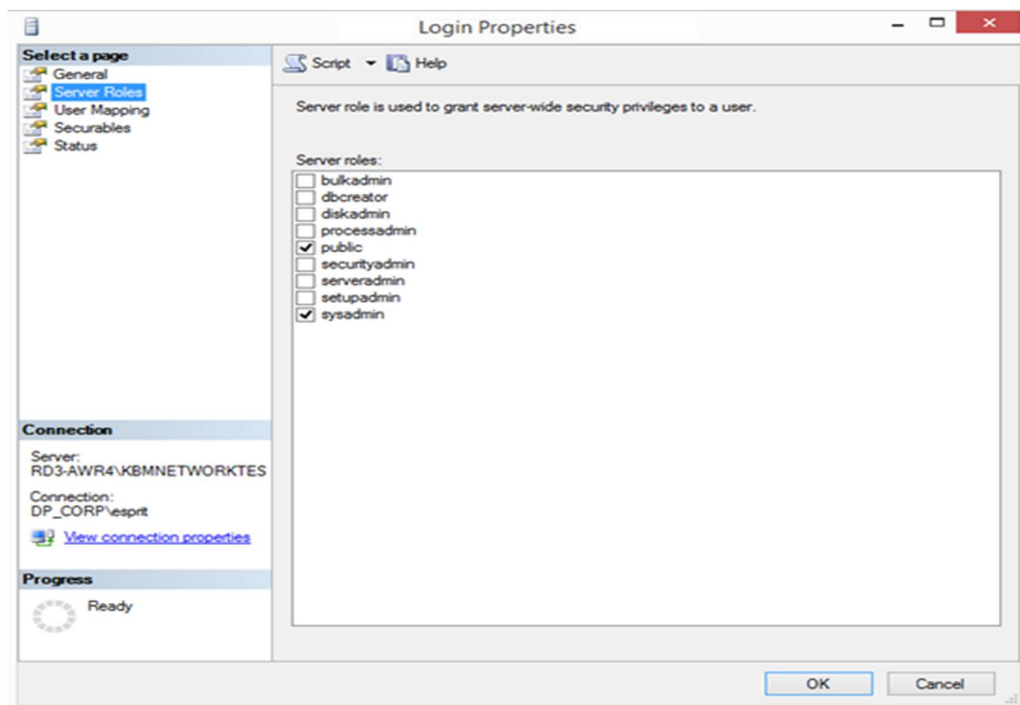 Login Properties
Select a page
General
Server Roles
User Mapping
Securables
Status
Script
Help
Server role is used to grant server-wide security privileges to a user.
Server roles:
bulkadmin
dbcreator
diskadmin
processadmin
public
securityadmin
serveradmin
setupadmin
sysadmin
Connection
Server:
RD3-AWR4\KBMNETWORKTES
Connection:
DP_CORP\esprit
View connection properties
Progress
Ready
OK
Cancel